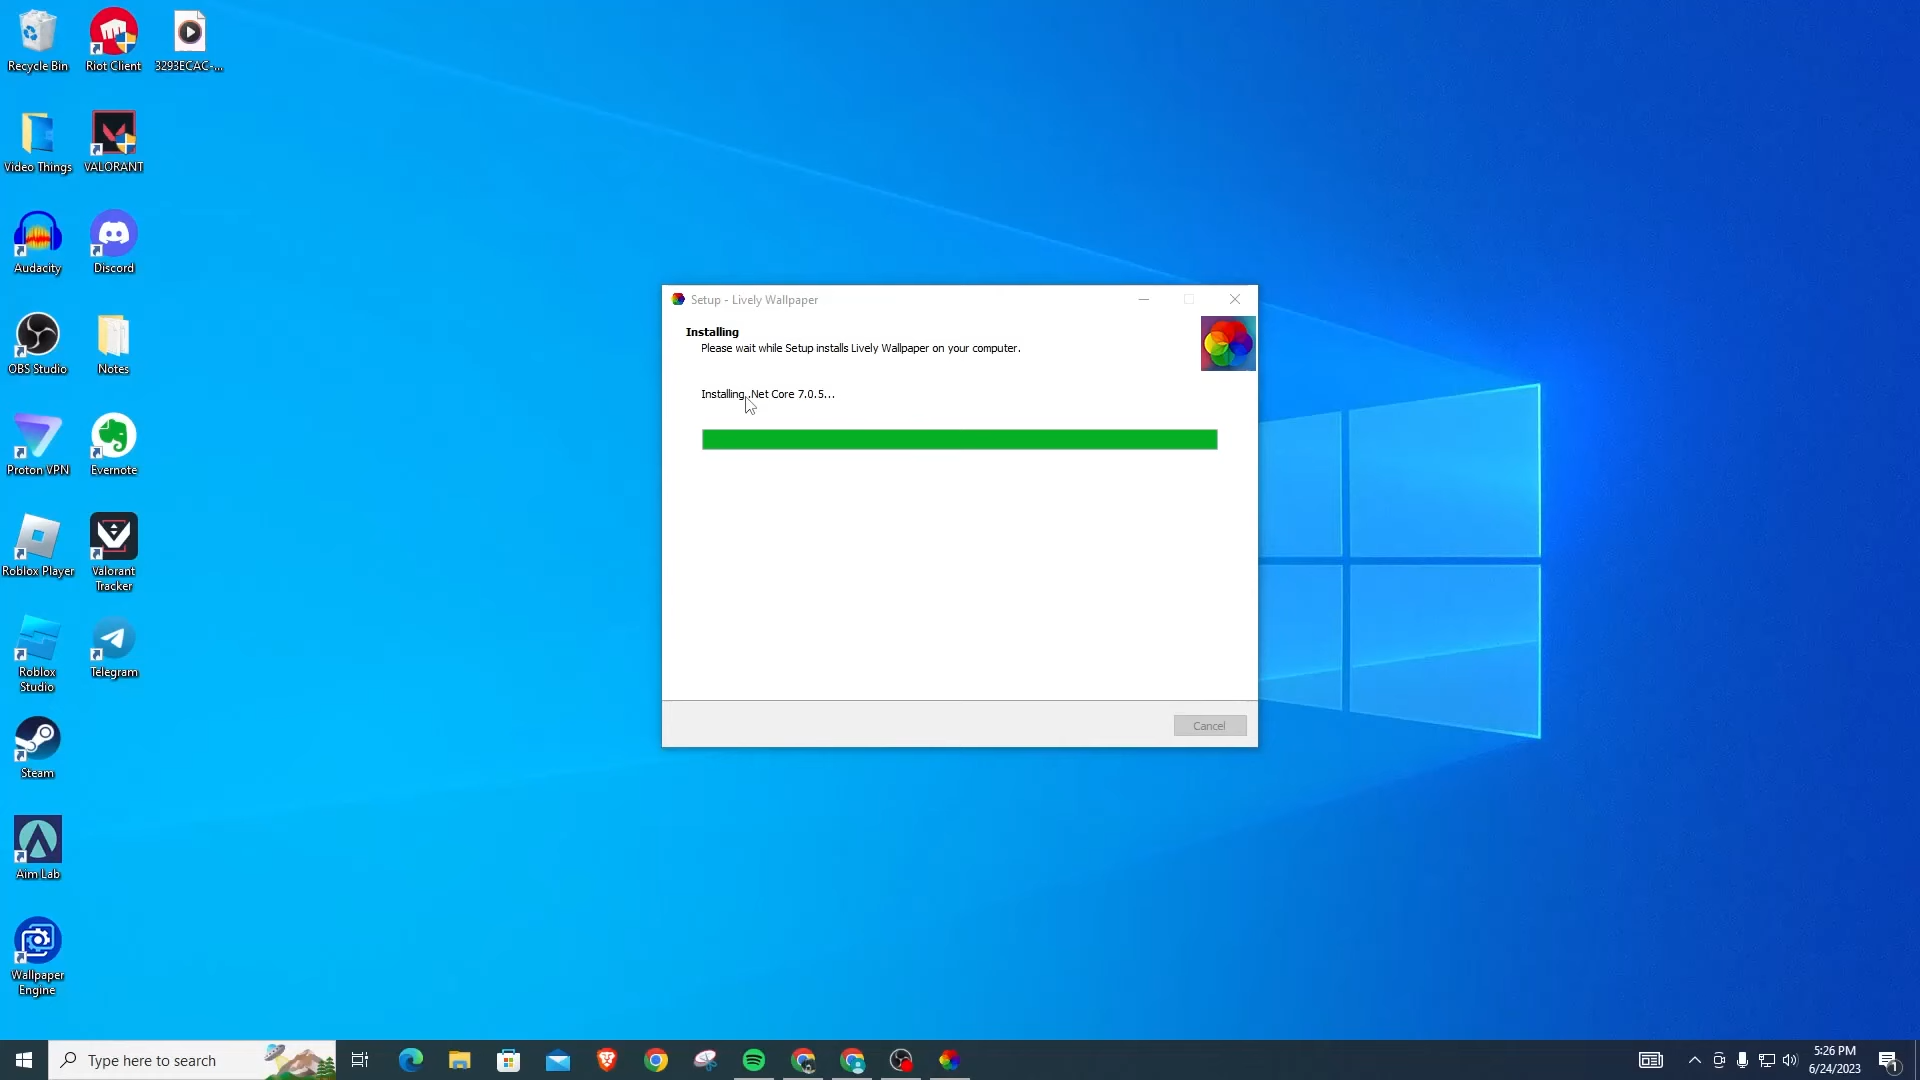 Recycle Bin
Riot Client
3293ECAC-...
Video Things
VALORANT
Audacity
Discord
OBS Studio
Notes
Proton VPN
Evernote
Roblox Player
Valorant
Tracker
Roblox
Studio
Telegram
Steam
Aim Lab
Wallpaper
Engine
Setup - Lively Wallpaper
Installing
Please wait while Setup installs Lively Wallpaper on your computer.
Installing .Net Core 7.0.5...
Cancel
Type here to search
5:26 PM
6/24/2023
1